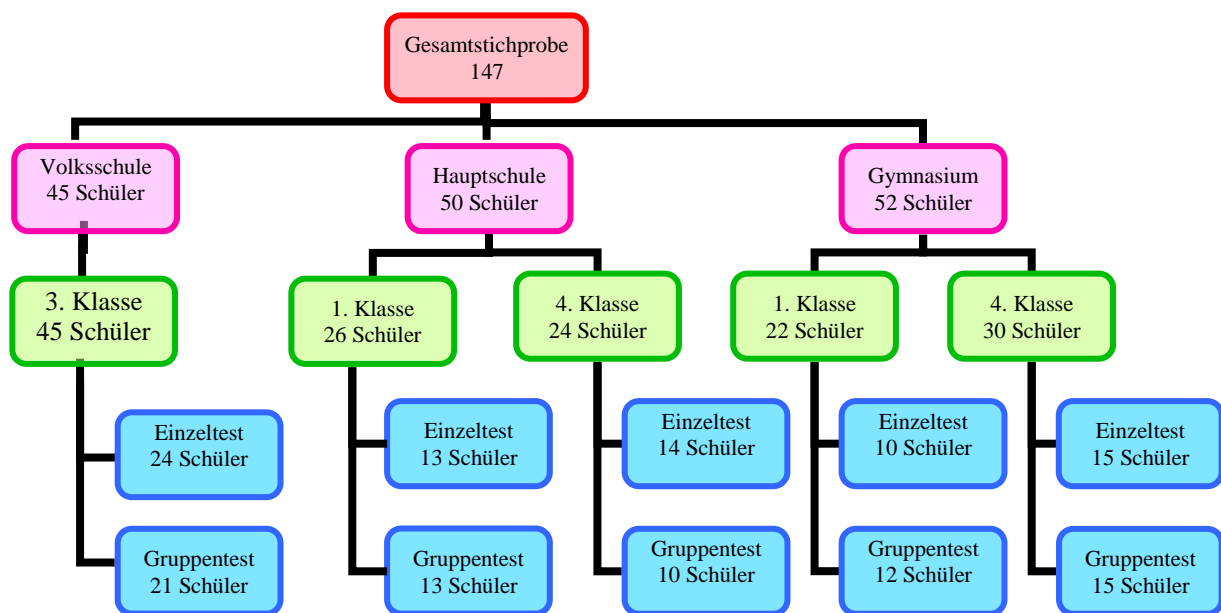 Gesamtstichprobe
147
Volksschule
45 Schüler
Hauptschule
50 Schüler
Gymnasium
52 Schüler
3. Klasse
45 Schüler
1. Klasse
26 Schüler
4. Klasse
24 Schüler
1. Klasse
22 Schüler
4. Klasse
30 Schüler
Einzeltest
24 Schüler
Einzeltest
13 Schüler
Einzeltest
14 Schüler
Einzeltest
10 Schüler
Einzeltest
15 Schüler
Gruppentest
21 Schüler
Gruppentest
13 Schüler
Gruppentest
10 Schüler
Gruppentest
12 Schüler
Gruppentest
15 Schüler